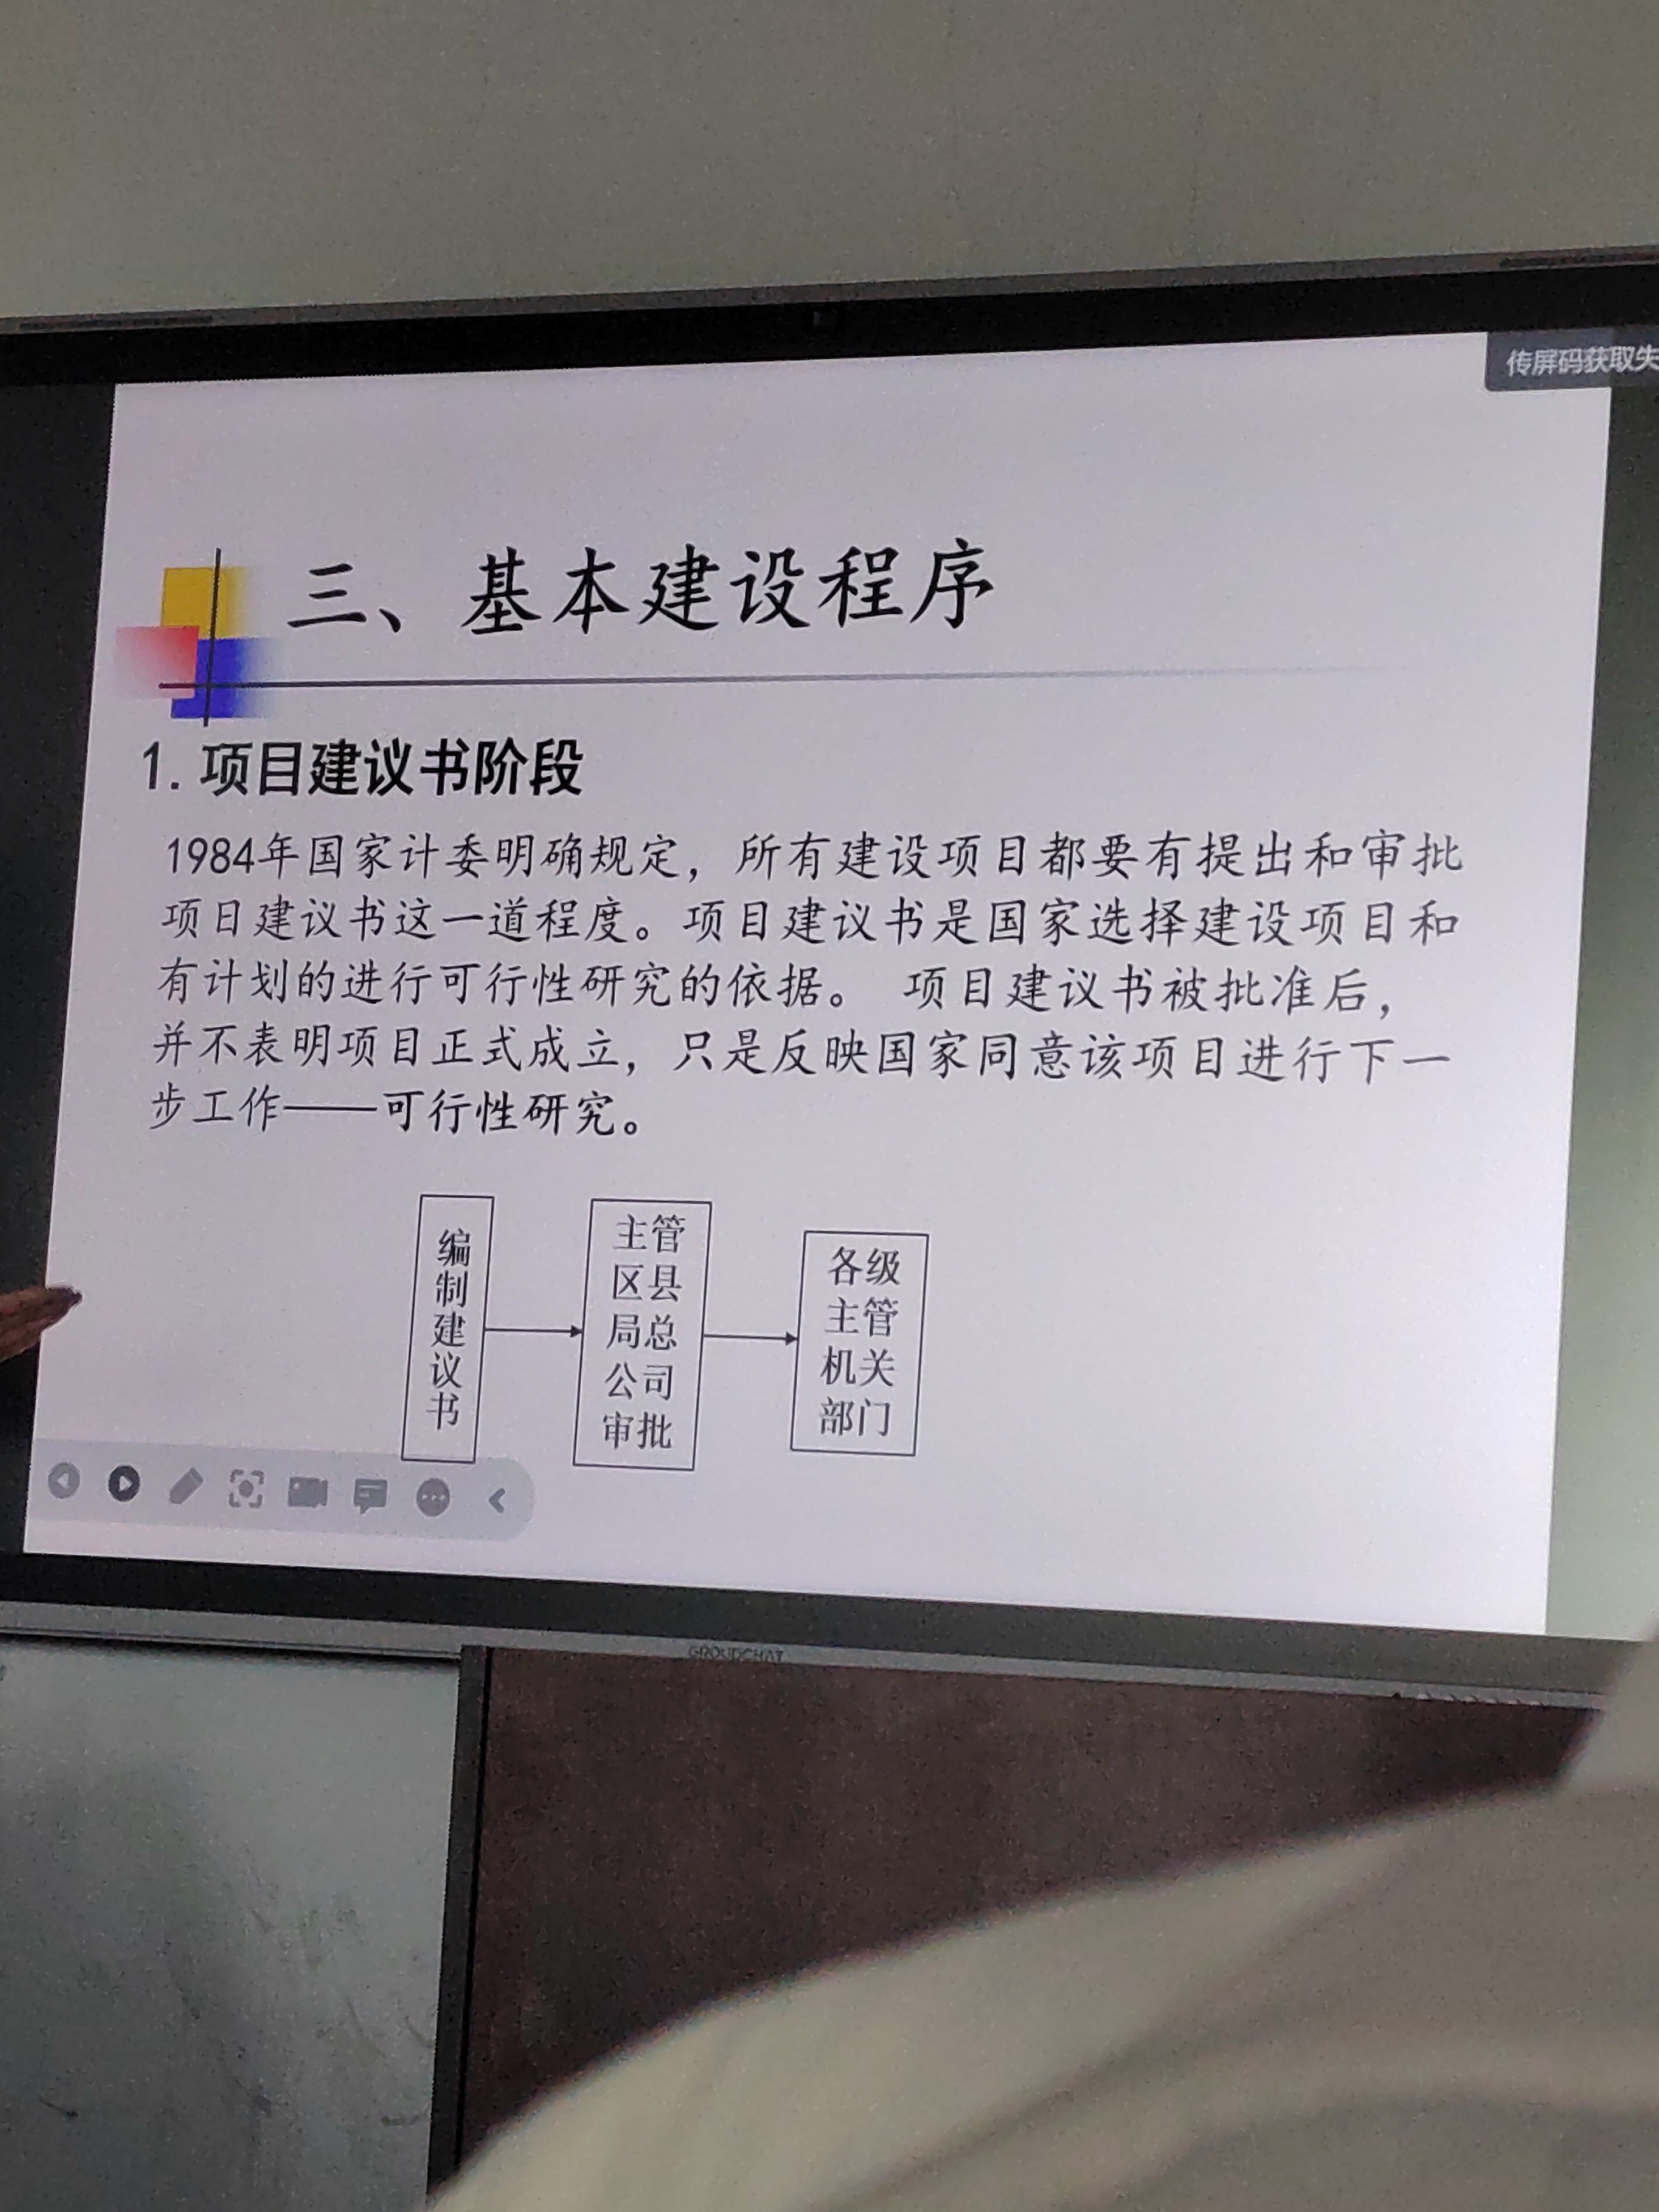 传屏码获取失
三、基本建设程序
1.项目建议书阶段
1984年国家计委明确规定，所有建设项目都要有提出和审批
项日建议书这一道程度。项目建议书是国家选择建设项目和
有计划的进行可行性研究的依据。 项目建议书被批准后，
并不表明项目正式成立，只是反映国家同意该项目进行下一
步工作——可行性研究。
编
制
建
议
书
主管
区县
局总
公司
审批
各级
主管
机关
部门